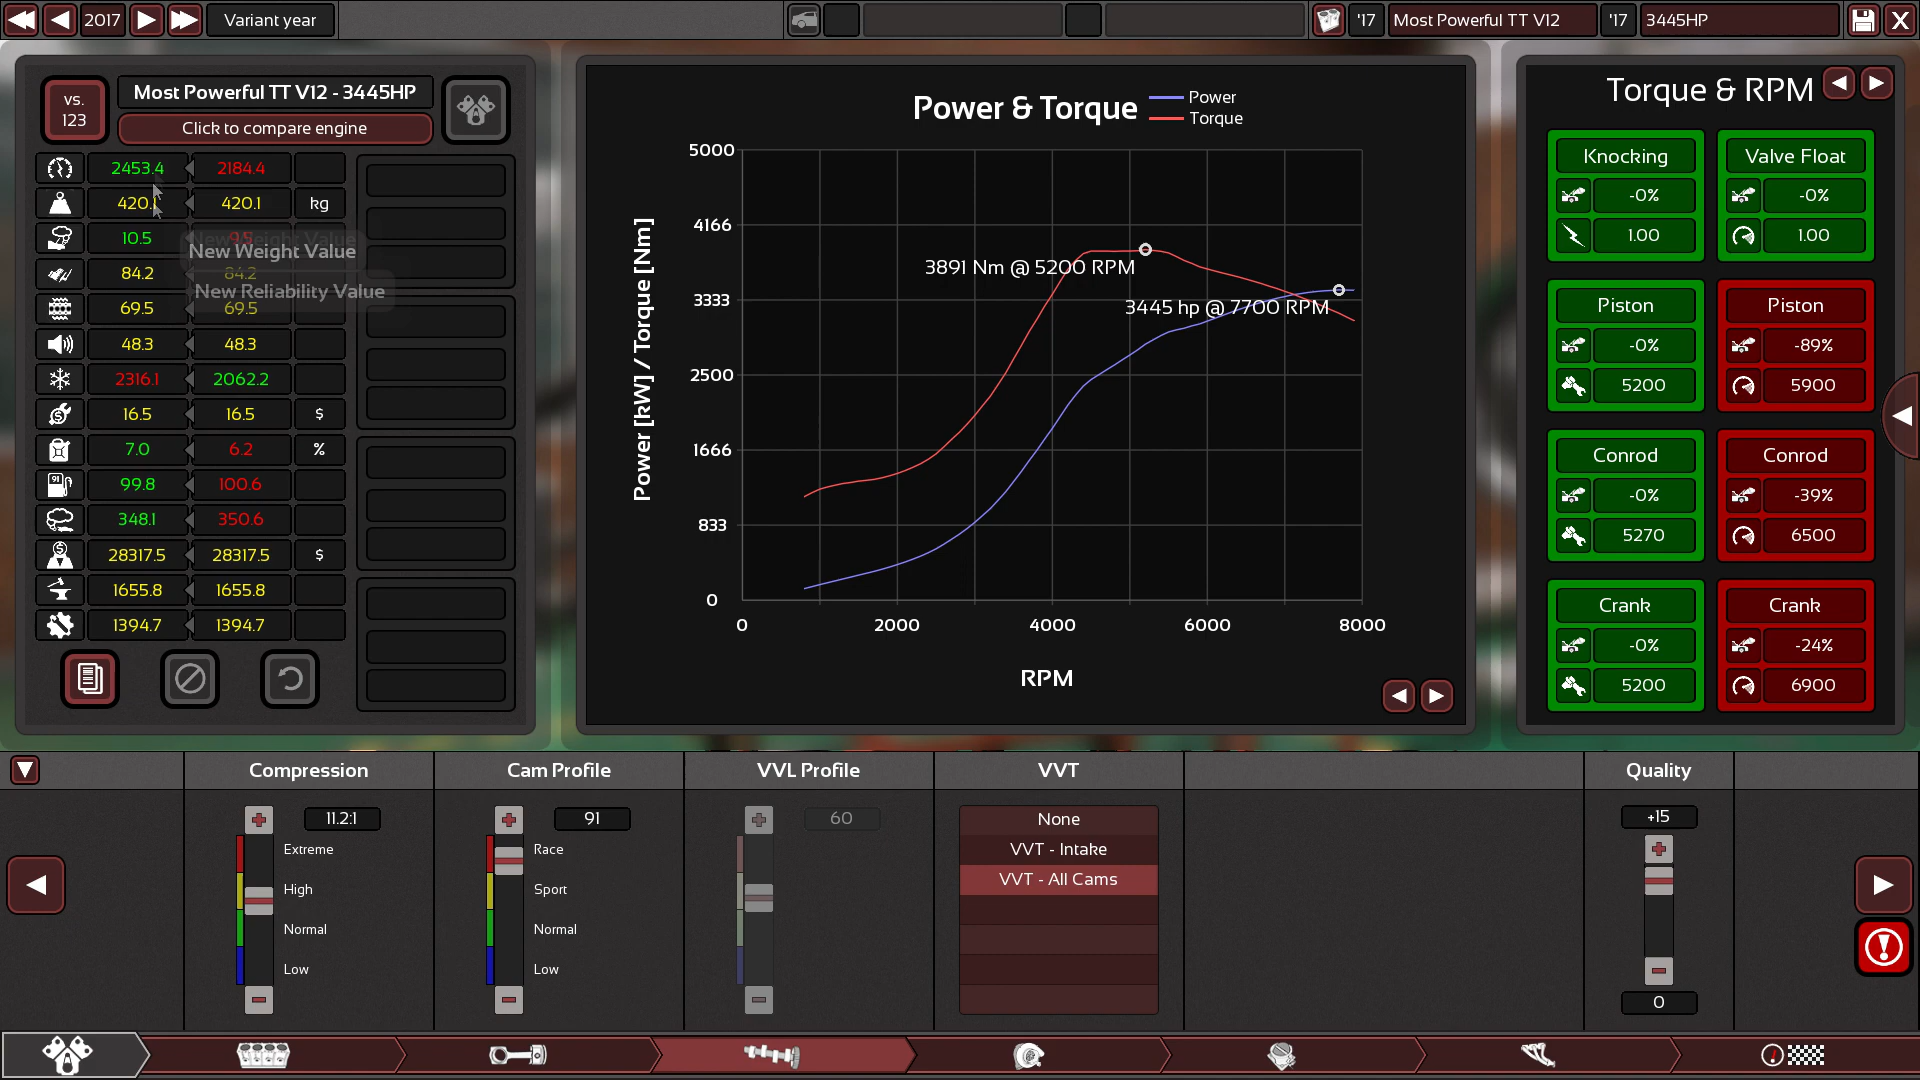 2017
Variant year
'17
Most Powerful TT V12
'17
3445HP
X
vs.
123
Most Powerful TT V12 - 3445HP
Click to compare engine
2453.4
2184.4
420.1
420.1
kg
10.5
9.9
New Weight Value
84.2
84.2
New Reliability Value
69.5
69.5
48.3
48.3
2316.1
2062.2
16.5
16.5
$
7.0
6.2
%
99.8
100.6
348.1
350.6
28317.5
28317.5
$
1655.8
1655.8
1394.7
1394.7
Power & Torque
Power
Torque
Power [kW] / Torque [Nm]
5000
4166
3333
2500
1666
833
0
3891 Nm @ 5200 RPM
3445 hp @ 7700 RPM
0
2000
4000
6000
8000
RPM
Torque & RPM
Knocking
-0%
1.00
Valve Float
-0%
1.00
Piston
-0%
5200
Piston
-89%
5900
Conrod
-0%
5270
Conrod
-39%
6500
Crank
-0%
5200
Crank
-24%
6900
Compression
11.2:1
Extreme
High
Normal
Low
Cam Profile
91
Race
Sport
Normal
Low
VVL Profile
60
VVT
None
VVT - Intake
VVT - All Cams
Quality
+15
0